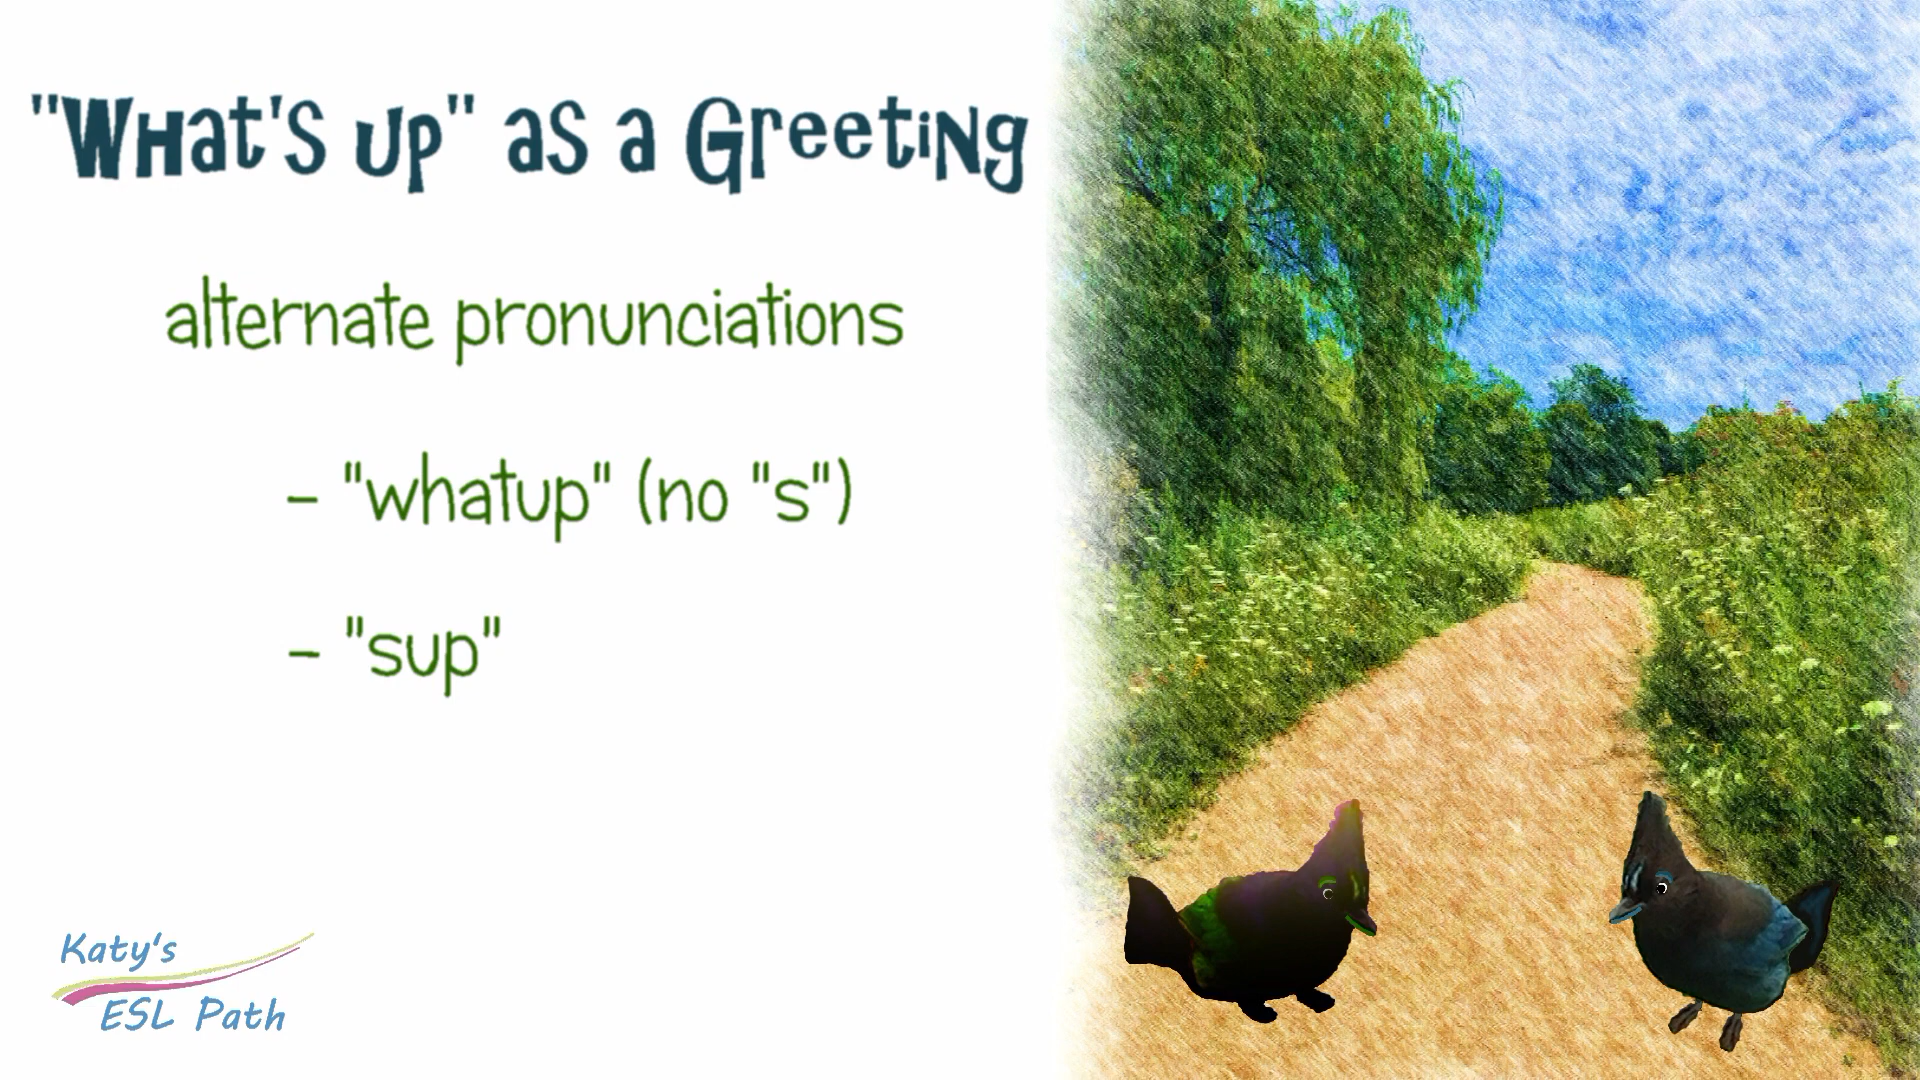 "What's up" as a Greeting
alternate pronunciations
- "whatup" (no "s")
- "sup"
Katy's
ESL Path